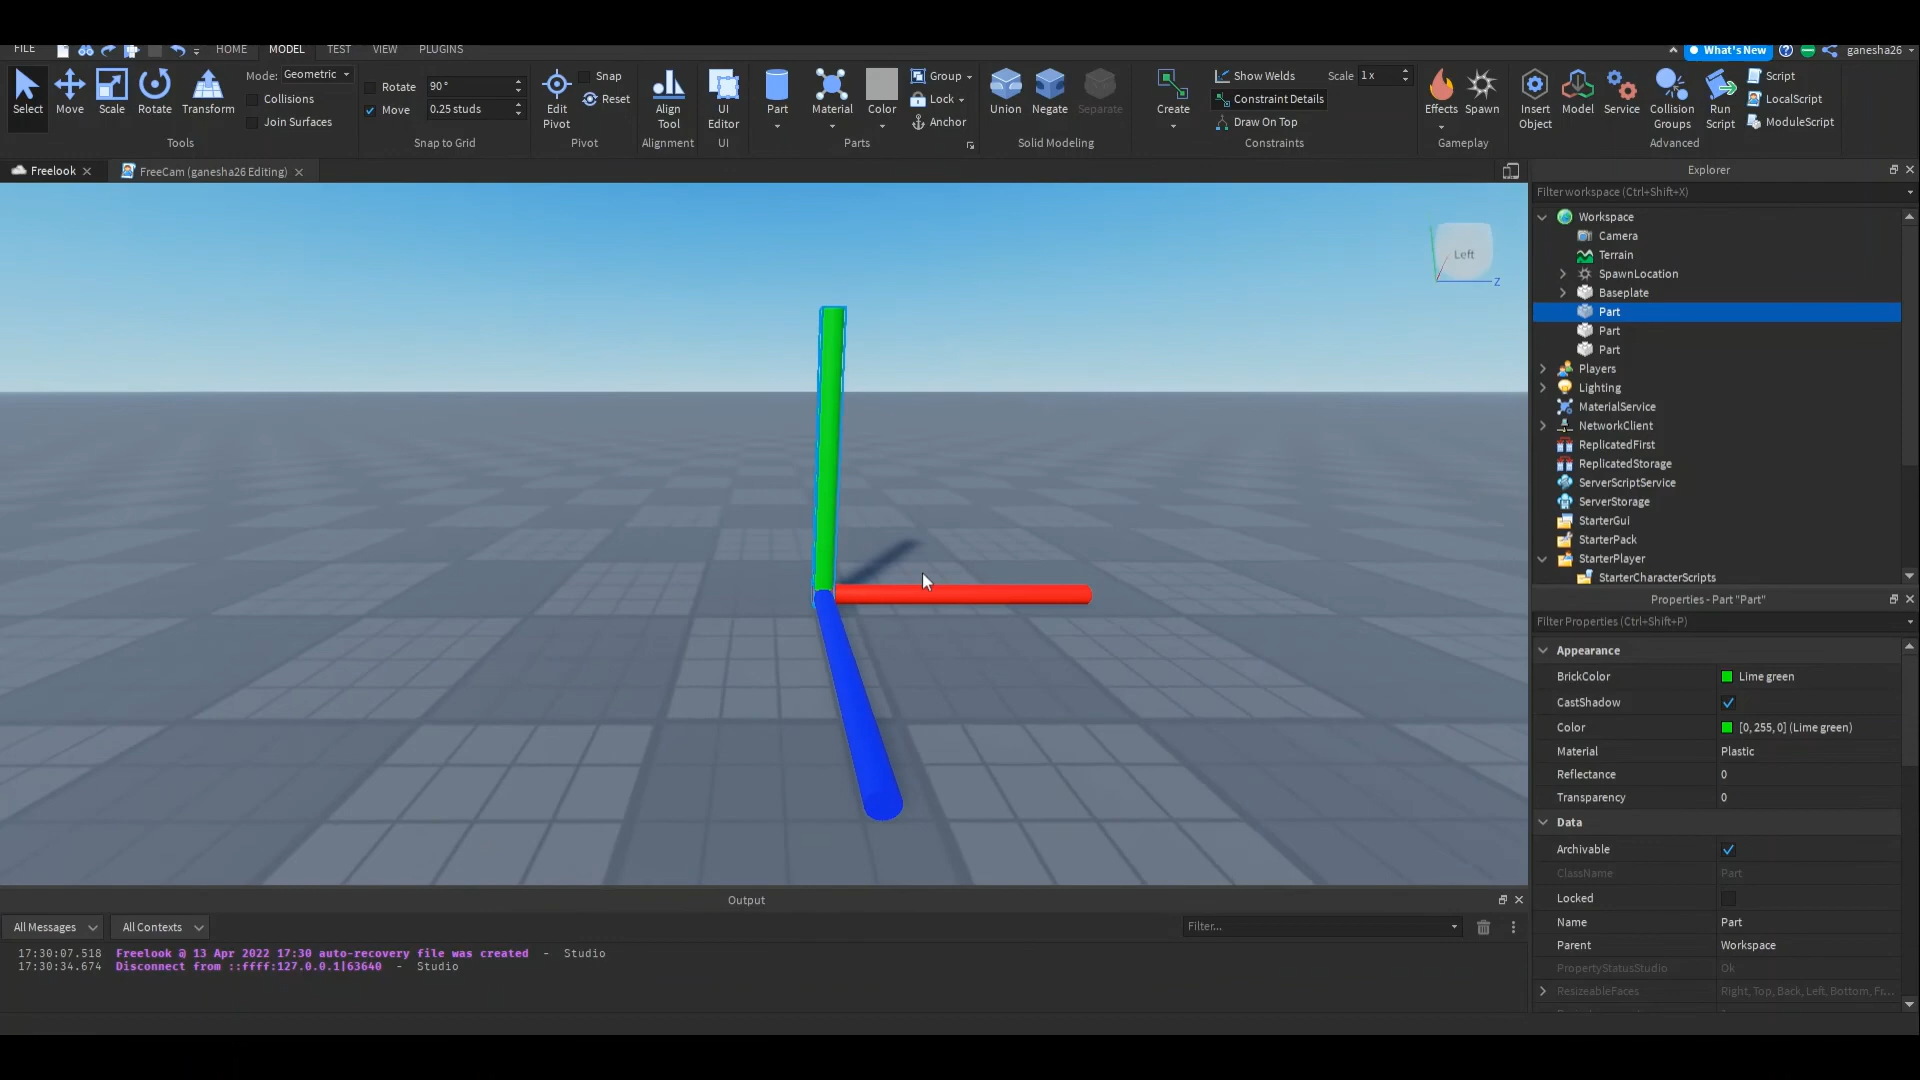 FILE HOME MODEL TEST VIEW PLUGINS What's New ganesha26
Select Move Scale Rotate Transform
Mode: Geometric
Collisions
Join Surfaces
Tools
Rotate 90°
Move 0.25 studs
Snap to Grid
Edit Pivot
Snap
Reset
Pivot
Align Tool
Alignment
UI Editor
UI
Part Material Color
Group
Lock
Anchor
Parts
Union Negate Separate
Solid Modeling
Create
Show Welds
Scale 1 x
Constraint Details
Draw On Top
Constraints
Effects Spawn
Gameplay
Insert Object
Model
Service
Collision Groups
Run Script
Script
LocalScript
ModuleScript
Advanced
Freelook
FreeCam (ganesha26 Editing)
Left
Z
Explorer
Filter workspace (Ctrl+Shift+X)
Workspace
Camera
Terrain
SpawnLocation
Baseplate
Part
Part
Part
Players
Lighting
MaterialService
NetworkClient
ReplicatedFirst
ReplicatedStorage
ServerScriptService
ServerStorage
StarterGui
StarterPack
StarterPlayer
StarterCharacterScripts
Properties - Part "Part"
Filter Properties (Ctrl+Shift+P)
Appearance
BrickColor Lime green
CastShadow
Color [0, 255, 0] (Lime green)
Material Plastic
Reflectance 0
Transparency 0
Data
Archivable
ClassName Part
Locked
Name Part
Parent Workspace
PropertyStatusStudio Ok
ResizeableFaces Right, Top, Back, Left, Bottom, Fr...
Output
All Messages All Contexts Filter...
17:30:07.518 Freelook @ 13 Apr 2022 17:30 auto-recovery file was created - Studio
17:30:34.674 Disconnect from ::ffff:127.0.0.1|63640 - Studio